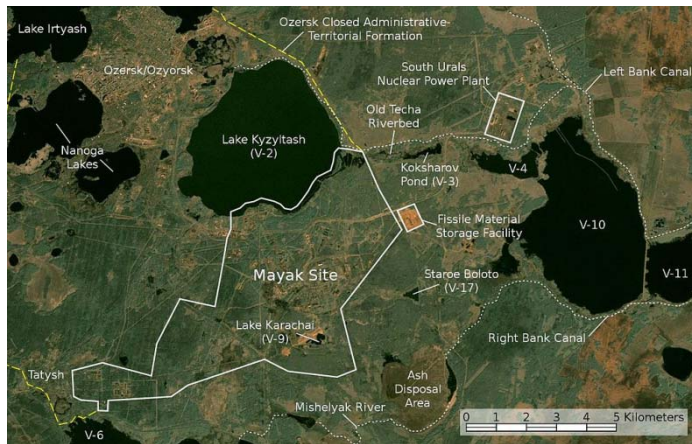 Lake Irtyash
Ozersk/Ozyorsk
Ozersk Closed Administrative-
Territorial Formation
South Urals
Nuclear Power Plant
Left Bank Canal
Old Techa
Riverbed
Lake Kyzyltash
(V-2)
Nanoga
Lakes
Koksharov
Pond (V-3)
V-4
Fissile Material
Storage Facility
V-10
V-11
Mayak Site
Staroe Boloto
(V-17)
Lake Karachai
(V-9)
Right Bank Canal
Tatysh
Ash
Disposal
Area
Mishelyak River
V-6
0 1 2 3 4 5 Kilometers